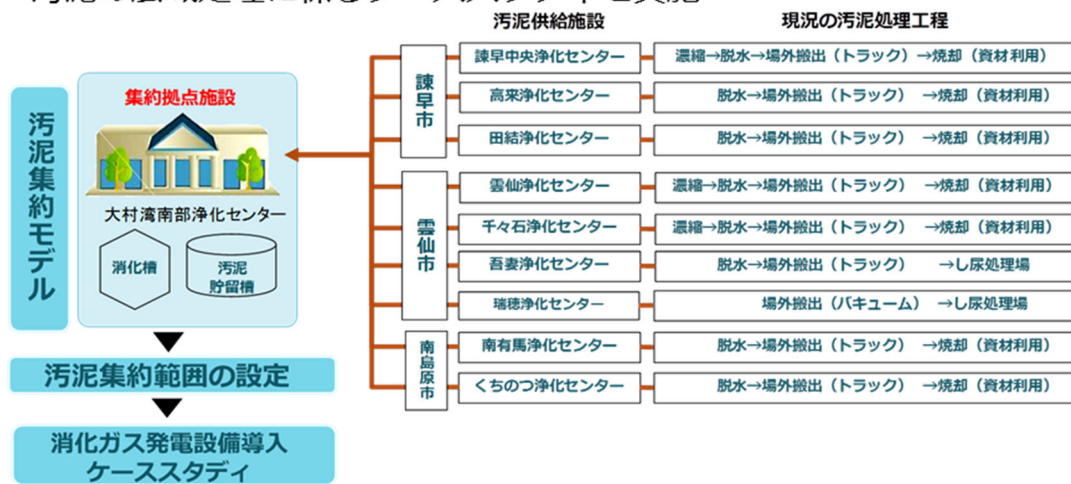 汚泥供給施設
現況の汚泥処理工程
汚泥集約モデル
集約拠点施設
大村湾南部浄化センター
消化槽
汚泥
貯留槽
汚泥集約範囲の設定
消化ガス発電設備導入
ケーススタディ
諫早市
諫早中央浄化センター
濃縮→脱水→場外搬出（トラック）→焼却（資材利用）
高来浄化センター
脱水→場外搬出（トラック） →焼却（資材利用）
田結浄化センター
脱水→場外搬出（トラック） →焼却（資材利用）
雲仙市
雲仙浄化センター
濃縮→脱水→場外搬出（トラック）→焼却（資材利用）
千々石浄化センター
濃縮→脱水→場外搬出（トラック）→焼却（資材利用）
吾妻浄化センター
脱水→場外搬出（トラック） →し尿処理場
瑞穂浄化センター
場外搬出（バキューム） →し尿処理場
南島原市
南有馬浄化センター
脱水→場外搬出（トラック） →焼却（資材利用）
くちのつ浄化センター
脱水→場外搬出（トラック） →焼却（資材利用）